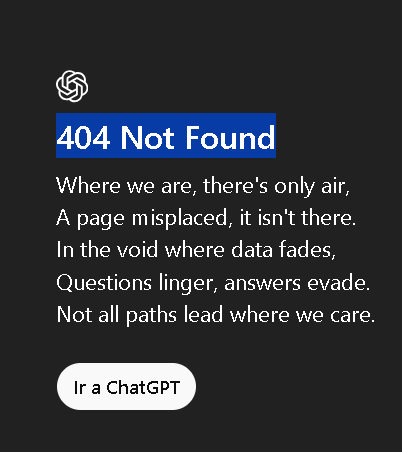 404 Not Found
Where we are, there's only air,
A page misplaced, it isn't there.
In the void where data fades,
Questions linger, answers evade.
Not all paths lead where we care.
Ir a ChatGPT